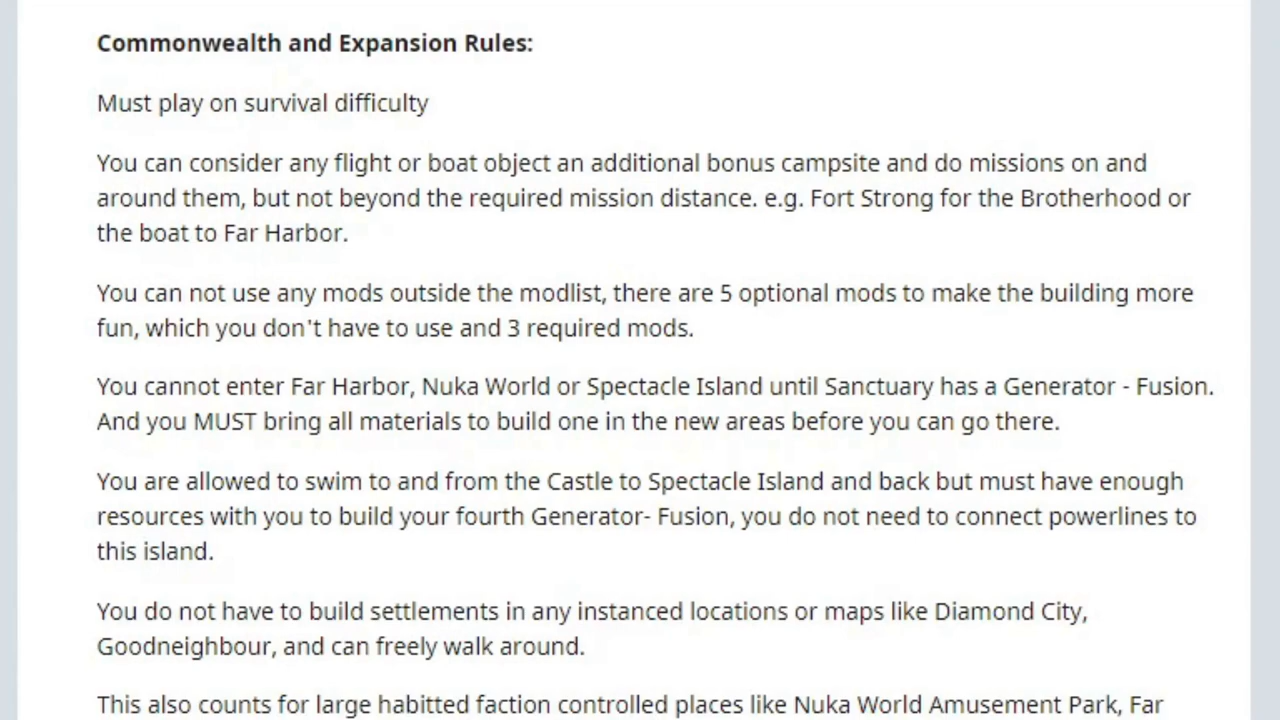 Commonwealth and Expansion Rules:
Must play on survival difficulty
You can consider any flight or boat object an additional bonus campsite and do missions on and
around them, but not beyond the required mission distance. e.g. Fort Strong for the Brotherhood or
the boat to Far Harbor.
You can not use any mods outside the modlist, there are 5 optional mods to make the building more
fun, which you don't have to use and 3 required mods.
You cannot enter Far Harbor, Nuka World or Spectacle Island until Sanctuary has a Generator - Fusion.
And you MUST bring all materials to build one in the new areas before you can go there.
You are allowed to swim to and from the Castle to Spectacle Island and back but must have enough
resources with you to build your fourth Generator- Fusion, you do not need to connect powerlines to
this island.
You do not have to build settlements in any instanced locations or maps like Diamond City,
Goodneighbour, and can freely walk around.
This also counts for large habitted faction controlled places like Nuka World Amusement Park, Far